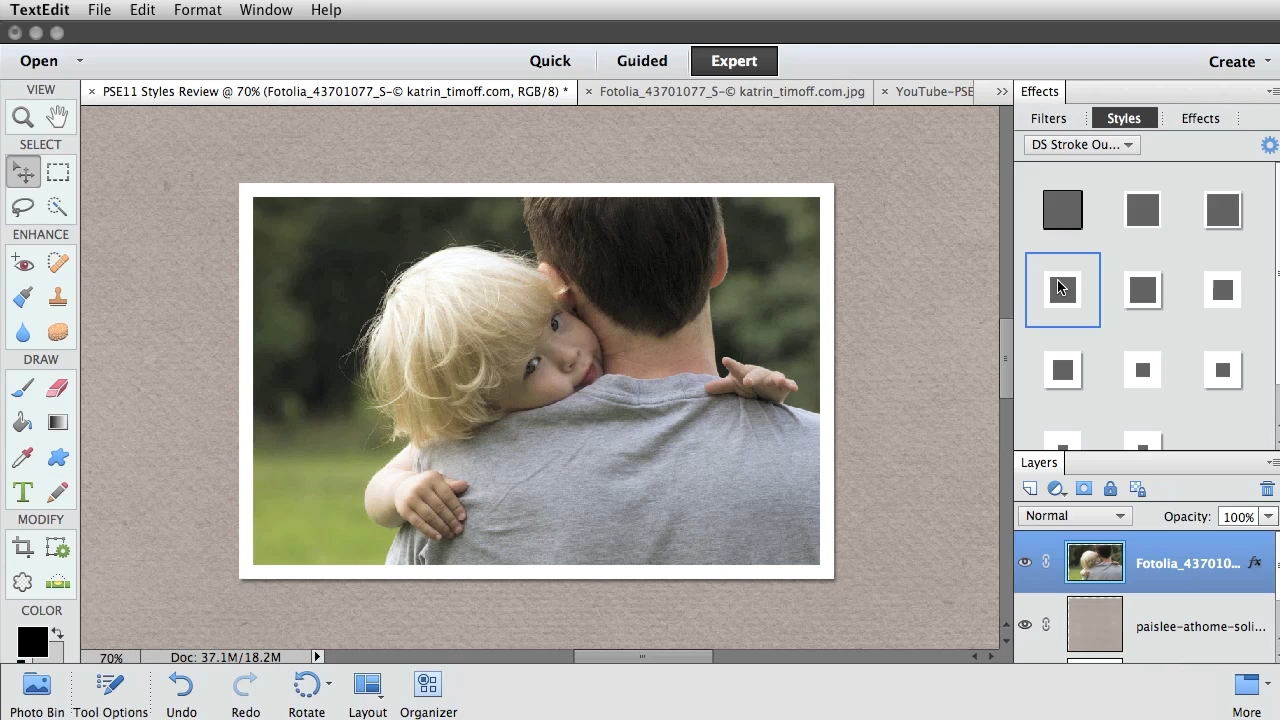 TextEdit File Edit Format Window Help
Open Quick Guided Expert Create
VIEW
× PSE11 Styles Review @ 70% (Fotolia_43701077_S-© katrin_timoff.com, RGB/8) * × Fotolia_43701077_S-© katrin_timoff.com.jpg × YouTube-PSE >>
Effects
Filters Styles Effects
DS Stroke Ou...
SELECT
ENHANCE
DRAW
MODIFY
COLOR
Layers
Normal Opacity: 100%
Fotolia_437010... fx
paislee-athome-soli...
70% Doc: 37.1M/18.2M
Photo Bin Tool Options Undo Redo Rotate Layout Organizer More